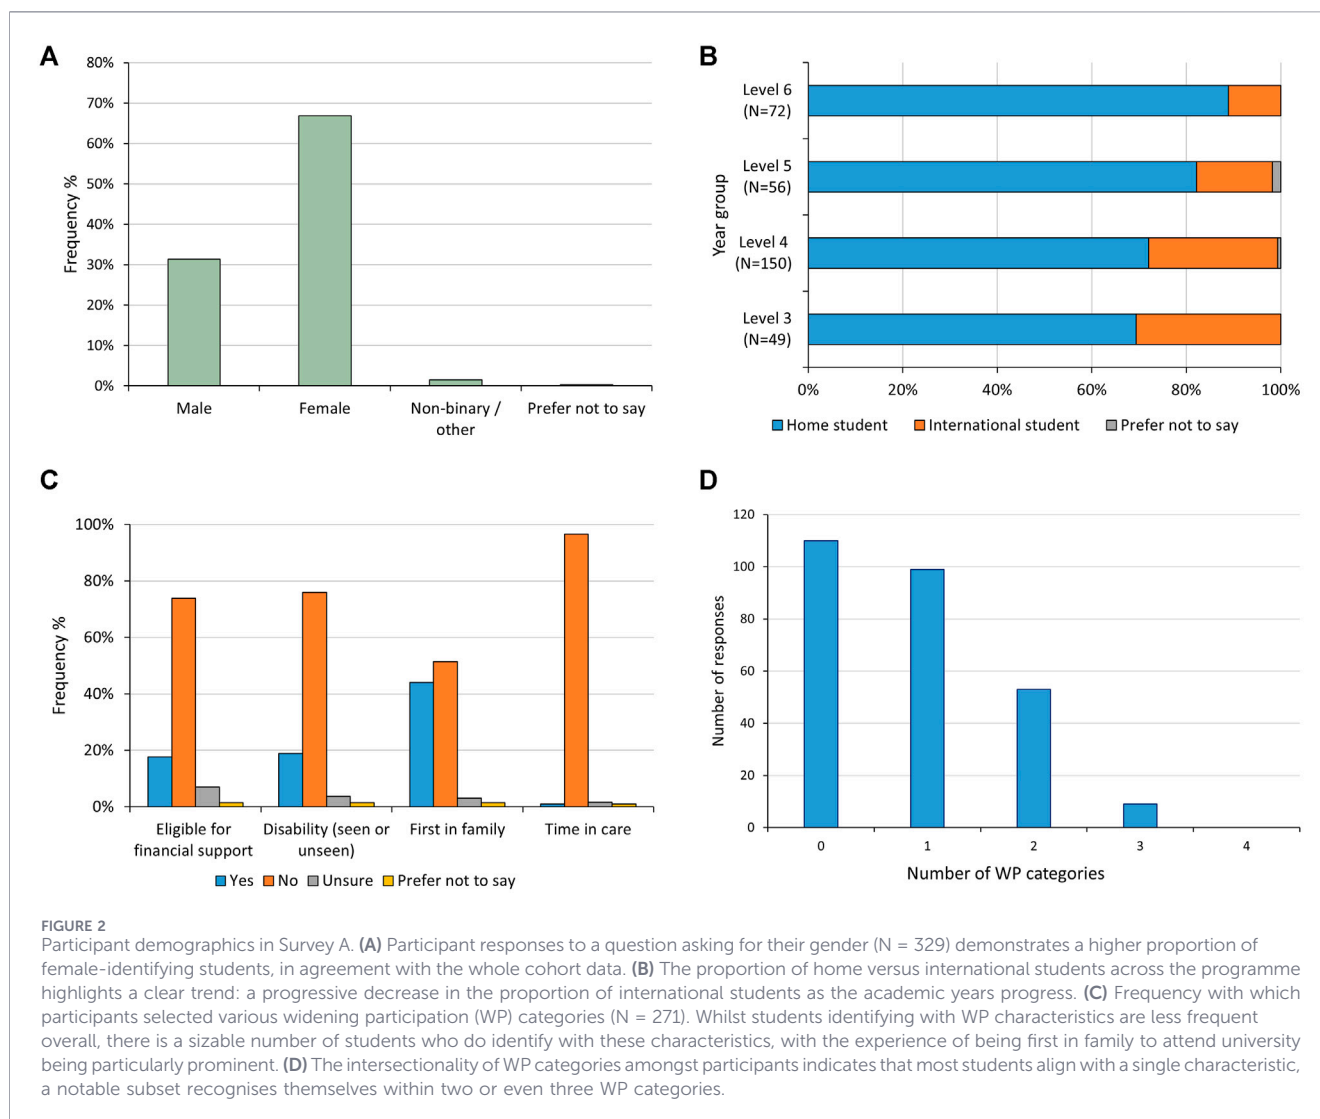 A
80%
70%
60%
50%
40%
30%
20%
10%
0%
Frequency %
Male
Female
Non-binary /
other
Prefer not to say
B
Year group
Level 6
(N=72)
Level 5
(N=56)
Level 4
(N=150)
Level 3
(N=49)
0%
20%
40%
60%
80%
100%
Home student
International student
Prefer not to say
C
100%
80%
60%
40%
20%
0%
Frequency %
Eligible for
financial support
Disability (seen or
unseen)
First in family
Time in care
Yes
No
Unsure
Prefer not to say
D
120
100
80
60
40
20
0
Number of responses
0
1
2
3
4
Number of WP categories
FIGURE 2
Participant demographics in Survey A. (A) Participant responses to a question asking for their gender (N = 329) demonstrates a higher proportion of
female-identifying students, in agreement with the whole cohort data. (B) The proportion of home versus international students across the programme
highlights a clear trend: a progressive decrease in the proportion of international students as the academic years progress. (C) Frequency with which
participants selected various widening participation (WP) categories (N = 271). Whilst students identifying with WP characteristics are less frequent
overall, there is a sizable number of students who do identify with these characteristics, with the experience of being first in family to attend university
being particularly prominent. (D) The intersectionality of WP categories amongst participants indicates that most students align with a single characteristic,
a notable subset recognises themselves within two or even three WP categories.